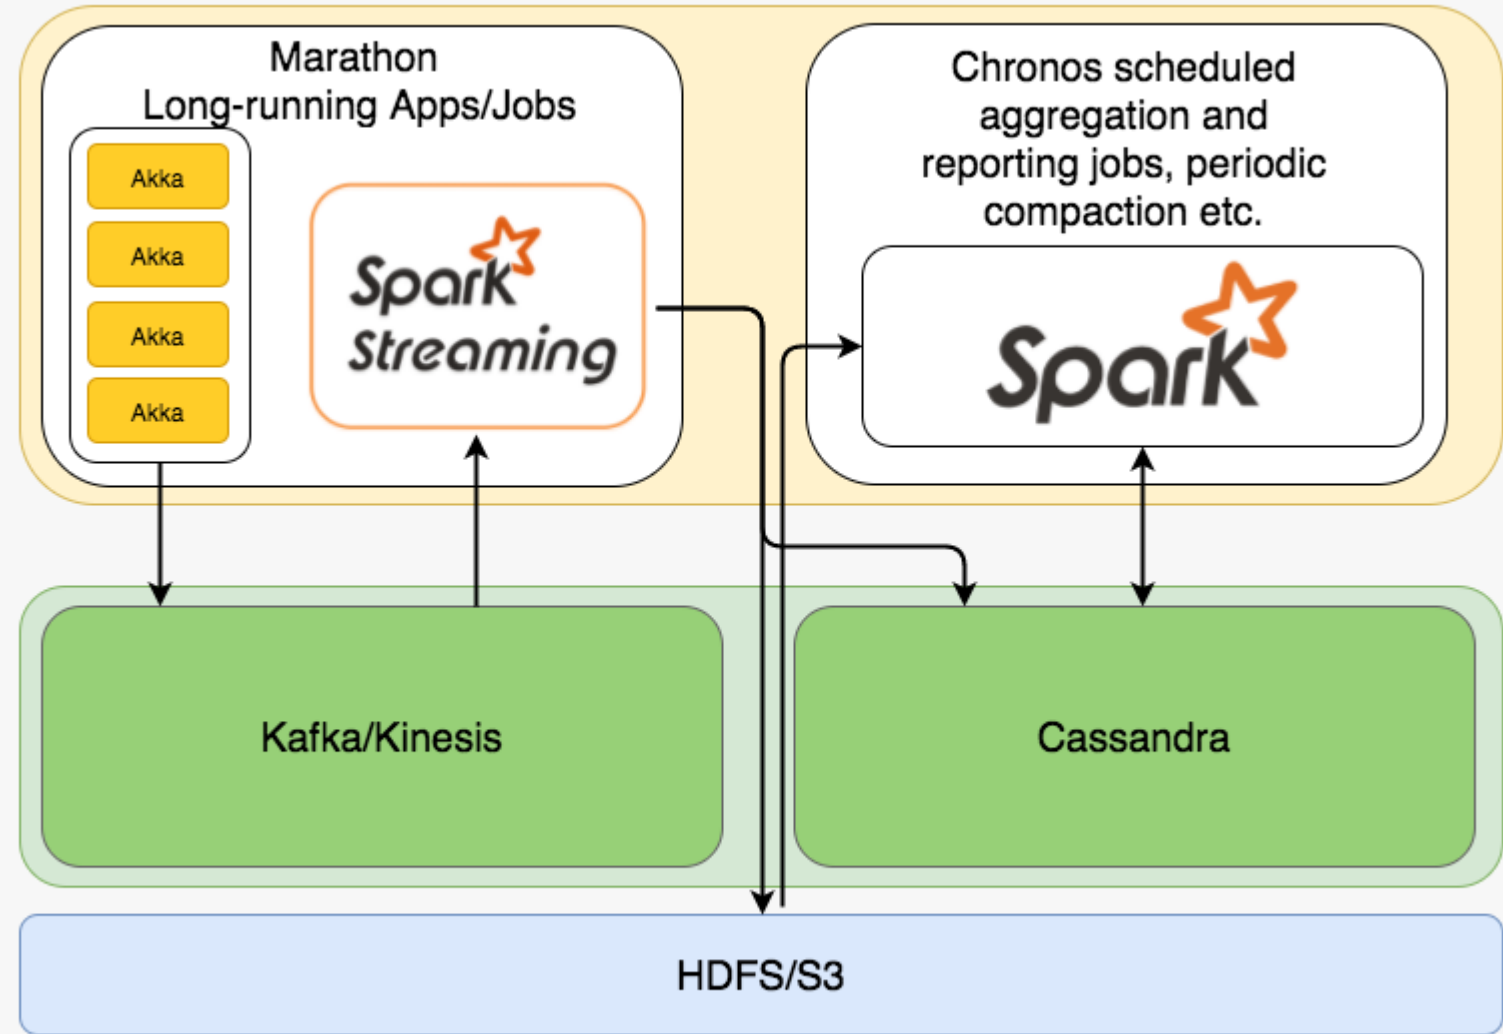 Marathon
Long-running Apps/Jobs
Akka
Akka
Akka
Akka
Spark
Streaming
Chronos scheduled
aggregation and
reporting jobs, periodic
compaction etc.
Spark
Kafka/Kinesis
Cassandra
HDFS/S3